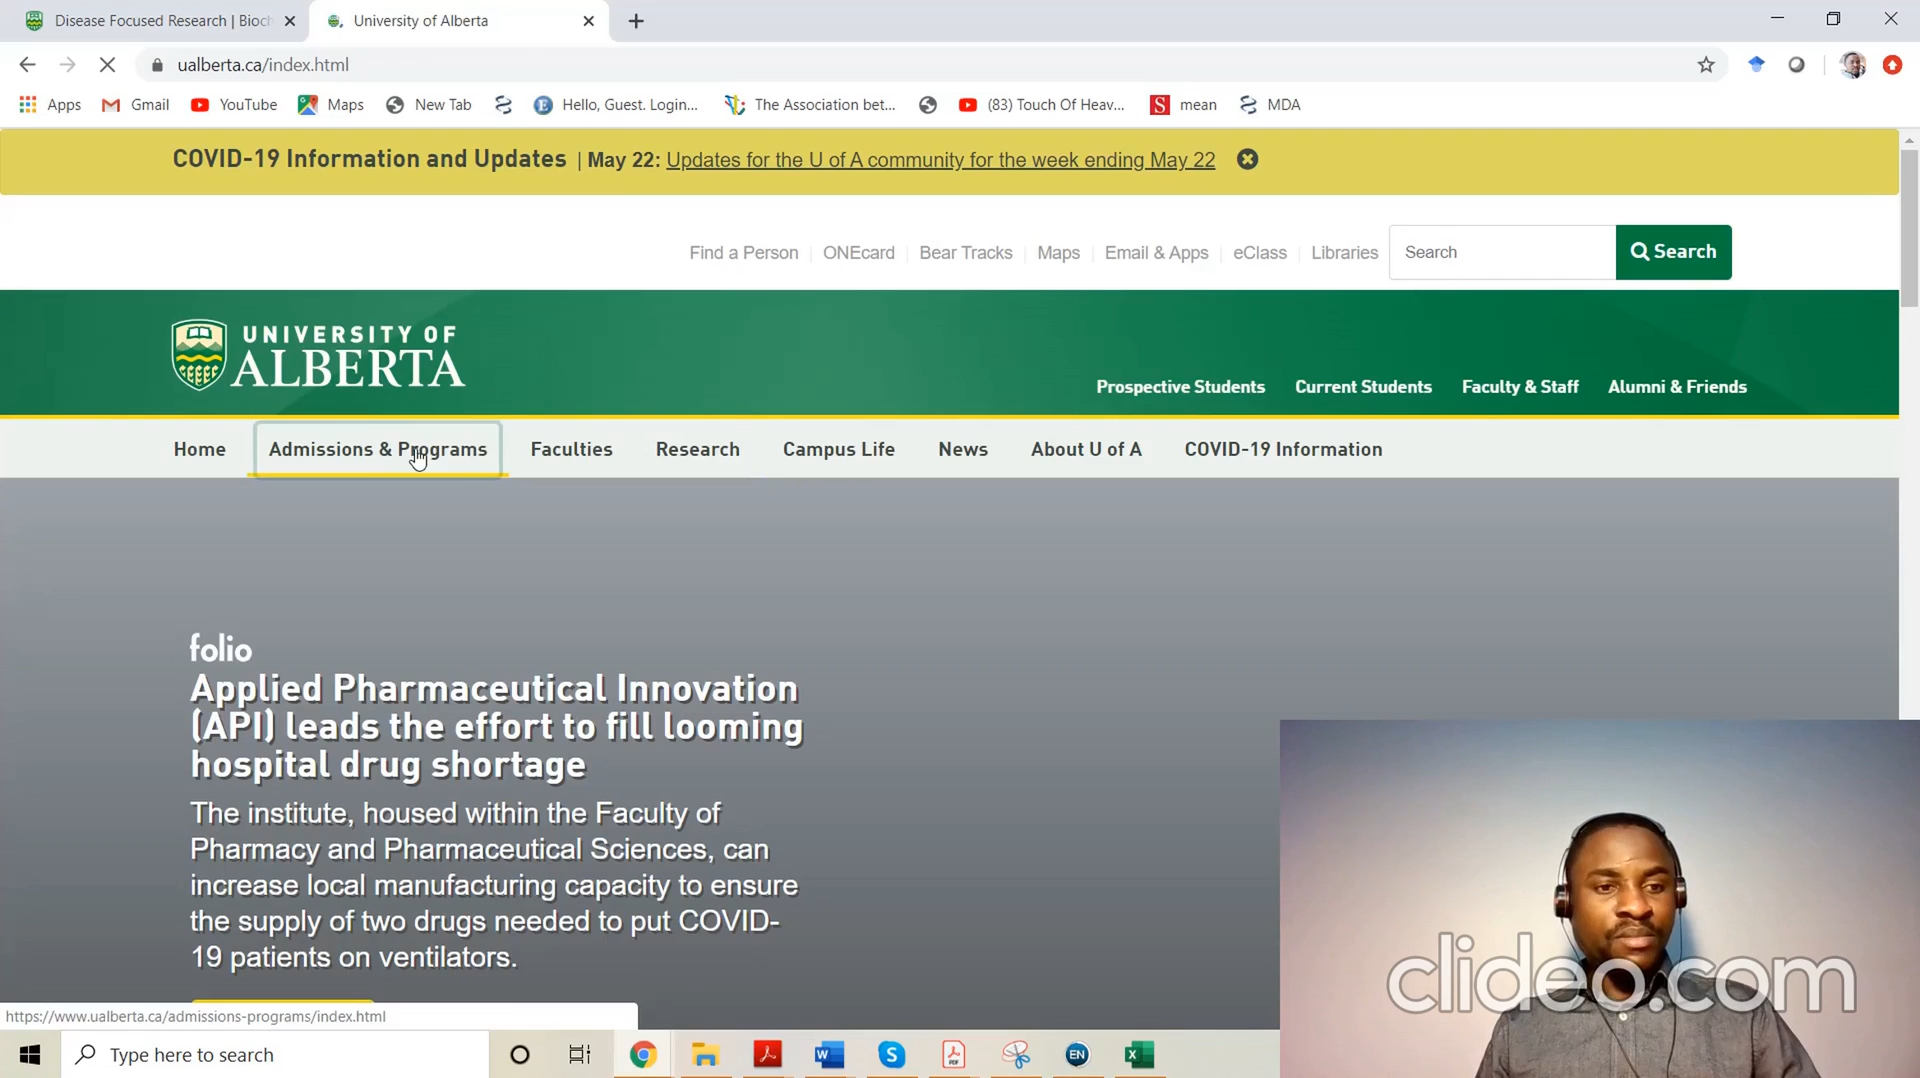 Disease Focused Research | Bioch
University of Alberta
ualberta.ca/index.html
Apps
Gmail
YouTube
Maps
New Tab
Hello, Guest. Login...
The Association bet...
(83) Touch Of Heav...
S
mean
MDA
COVID-19 Information and Updates | May 22: Updates for the U of A community for the week ending May 22
Find a Person
ONEcard
Bear Tracks
Maps
Email & Apps
eClass
Libraries
Search
Search
UNIVERSITY OF
ALBERTA
Prospective Students
Current Students
Faculty & Staff
Alumni & Friends
Home
Admissions & Programs
Faculties
Research
Campus Life
News
About U of A
COVID-19 Information
folio
Applied Pharmaceutical Innovation
(API) leads the effort to fill looming
hospital drug shortage
The institute, housed within the Faculty of
Pharmacy and Pharmaceutical Sciences, can
increase local manufacturing capacity to ensure
the supply of two drugs needed to put COVID-
19 patients on ventilators.
clideo.com
https://www.ualberta.ca/admissions-programs/index.html
Type here to search
W
S
PDF
EN
X